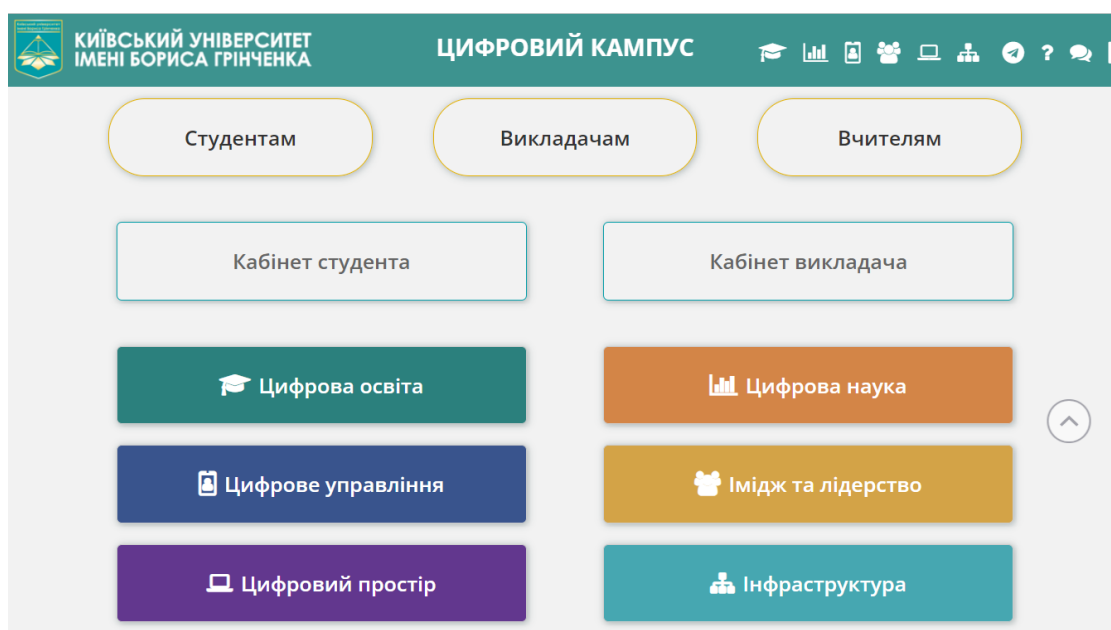 КИЇВСЬКИЙ УНІВЕРСИТЕТ
ІМЕНІ БОРИСА ГРІНЧЕНКА
ЦИФРОВИЙ КАМПУС
?
Студентам
Викладачам
Вчителям
Кабінет студента
Кабінет викладача
Цифрова освіта
Цифрова наука
Цифрове управління
Імідж та лідерство
Цифровий простір
Інфраструктура